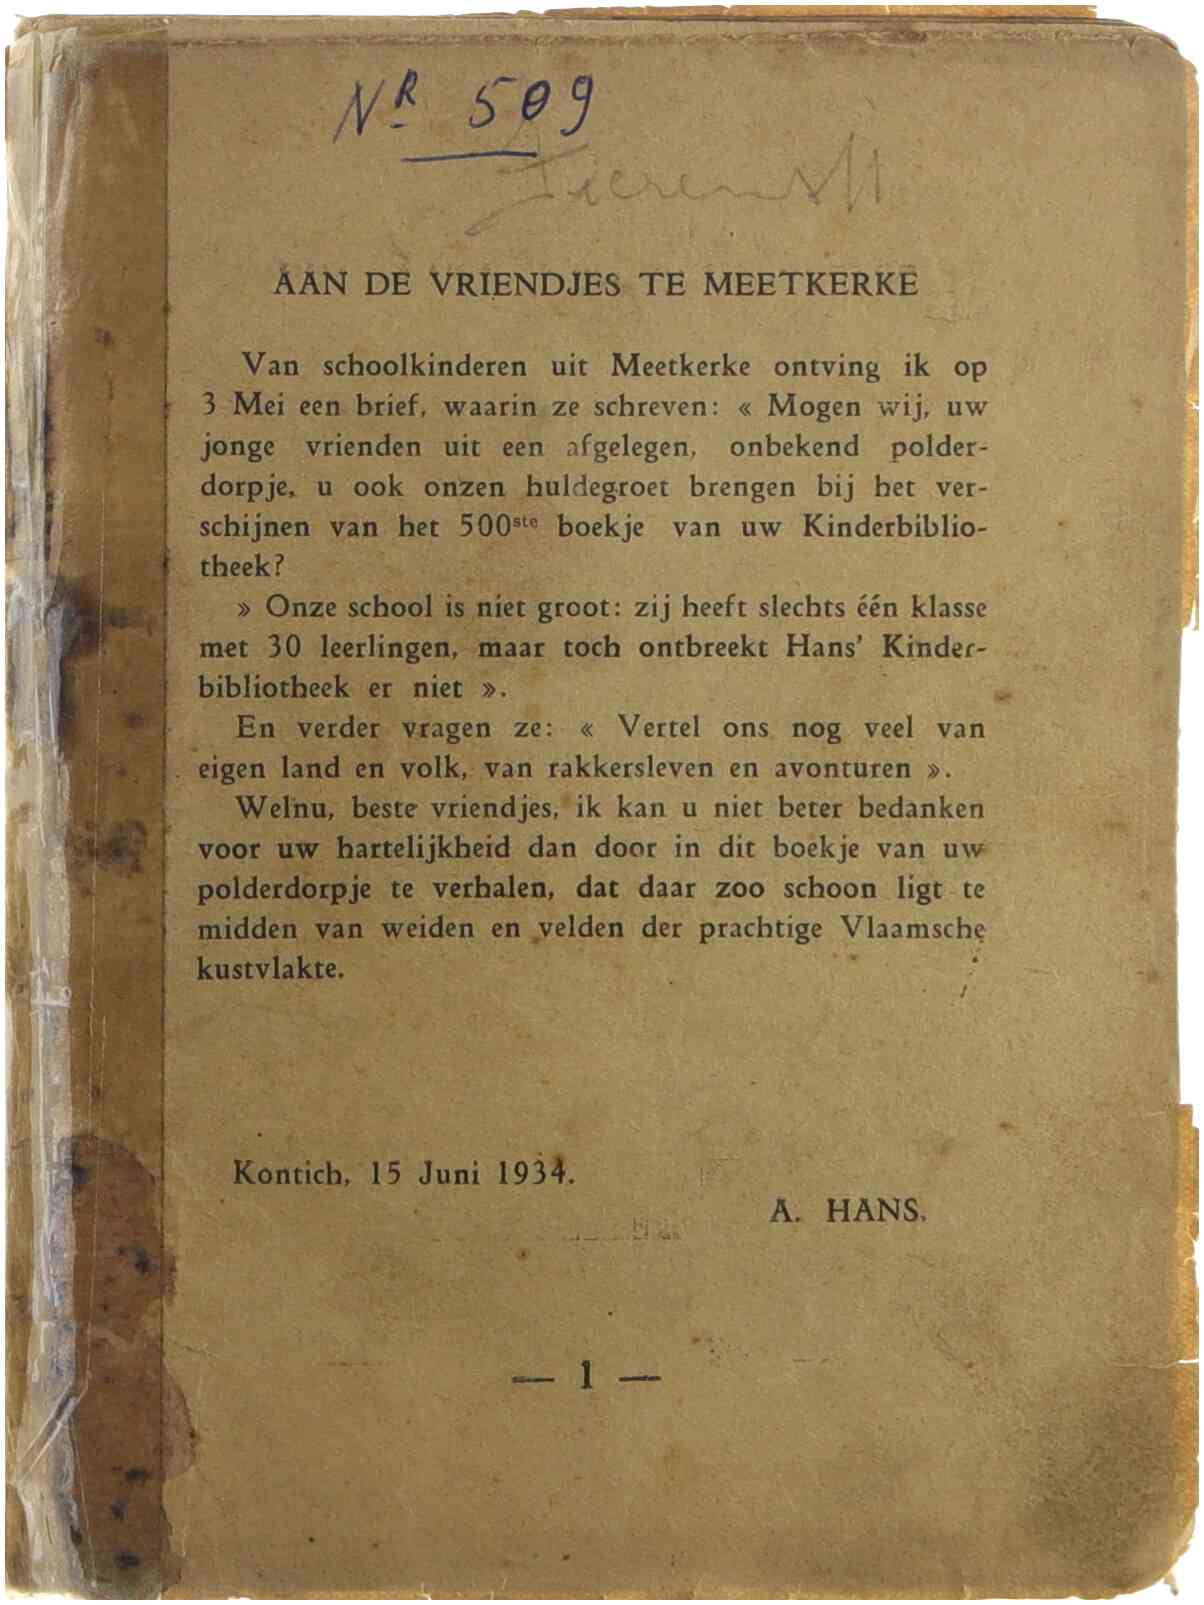 NR 509
AAN DE VRIENDJES TE MEETKERKE
Van schoolkinderen uit Meetkerke ontving ik op
3 Mei een brief, waarin ze schreven: « Mogen wij, uw
jonge vrienden uit een afgelegen, onbekend polder-
dorpje, u ook onzen huldegroet brengen bij het ver-
schijnen van het 500ste boekje van uw Kinderbiblio-
theek?
» Onze school is niet groot: zij heeft slechts één klasse
met 30 leerlingen, maar toch ontbreekt Hans' Kinder-
bibliotheek er niet ».
En verder vragen ze: « Vertel ons nog veel van
eigen land en volk, van rakkersleven en avonturen ».
Welnu, beste vriendjes, ik kan u niet beter bedanken
voor uw hartelijkheid dan door in dit boekje van uw
polderdorpje te verhalen, dat daar zoo schoon ligt te
midden van weiden en velden der prachtige Vlaamsche
kustvlakte.
Kontich, 15 Juni 1934.
A. HANS.
— 1 —